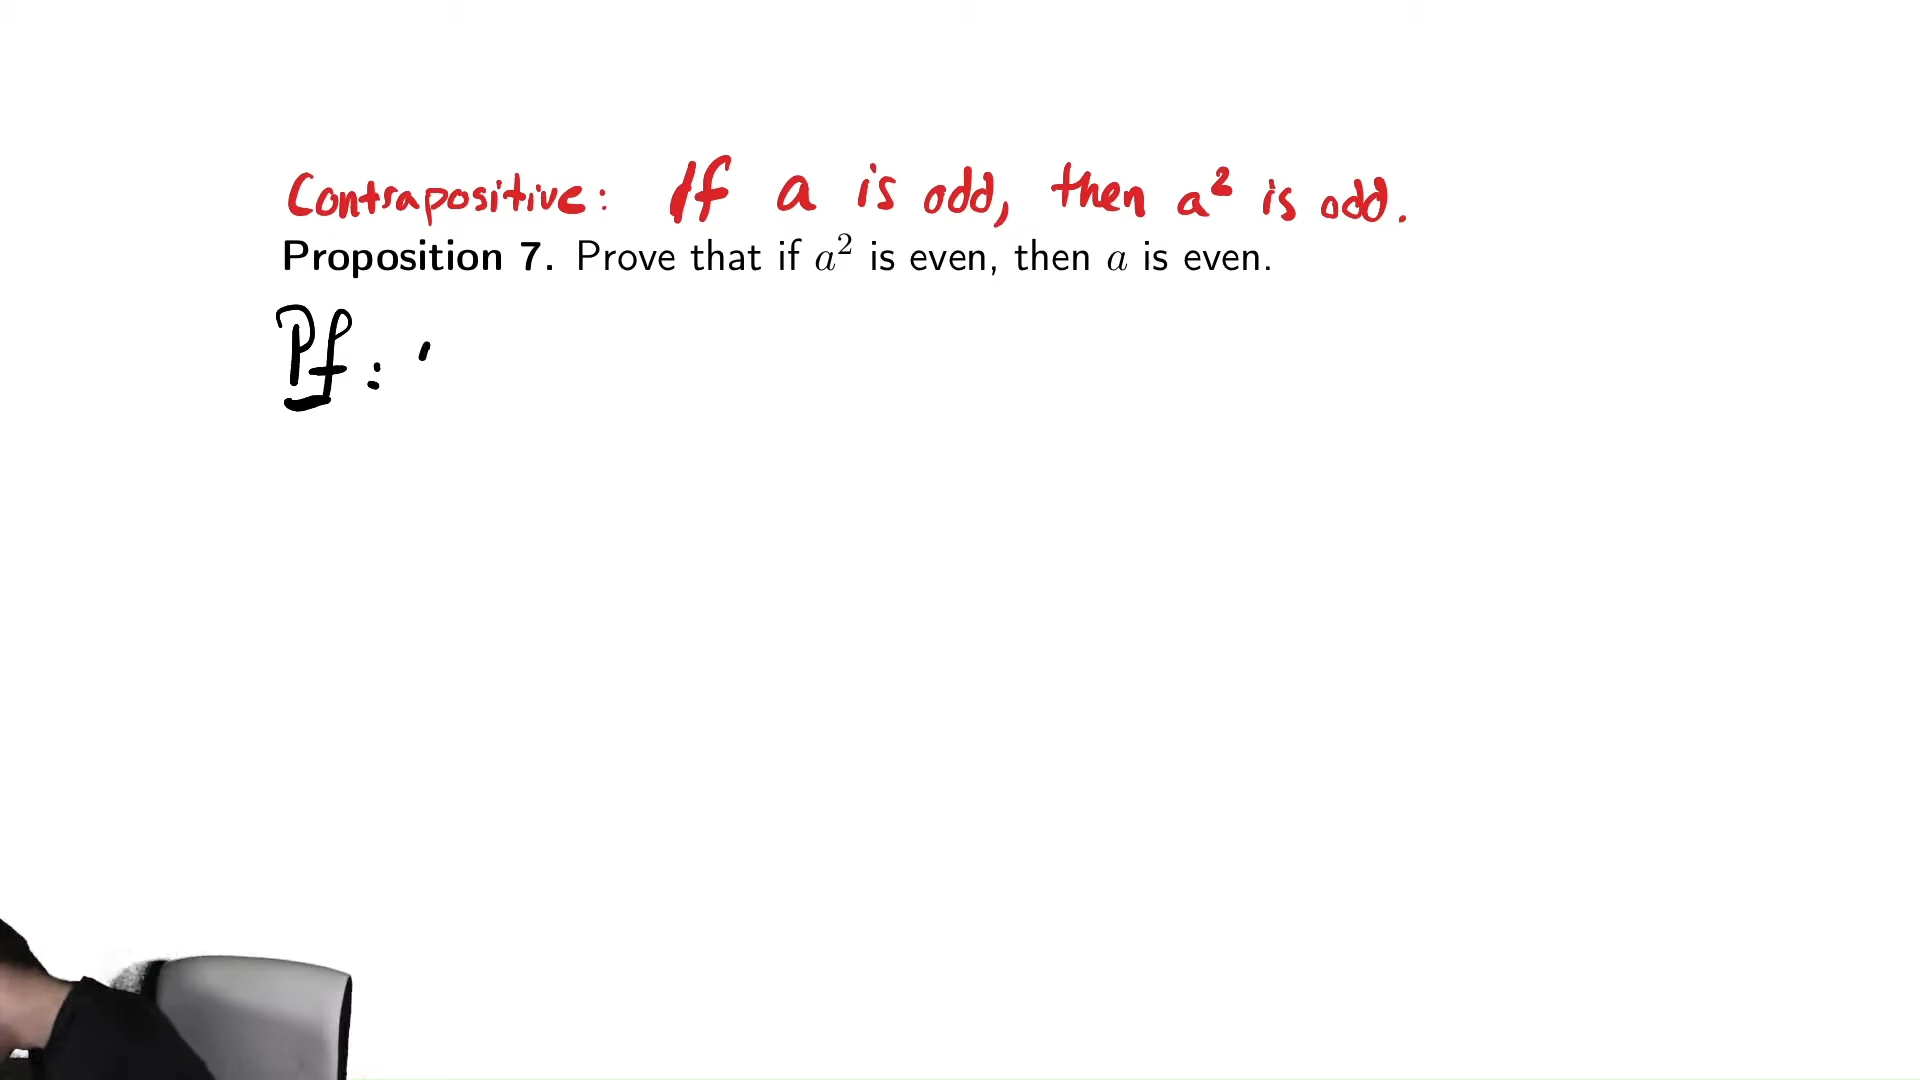 Contrapositive: If a is odd, then a² is odd.
Proposition 7. Prove that if a² is even, then a is even.
Pf: